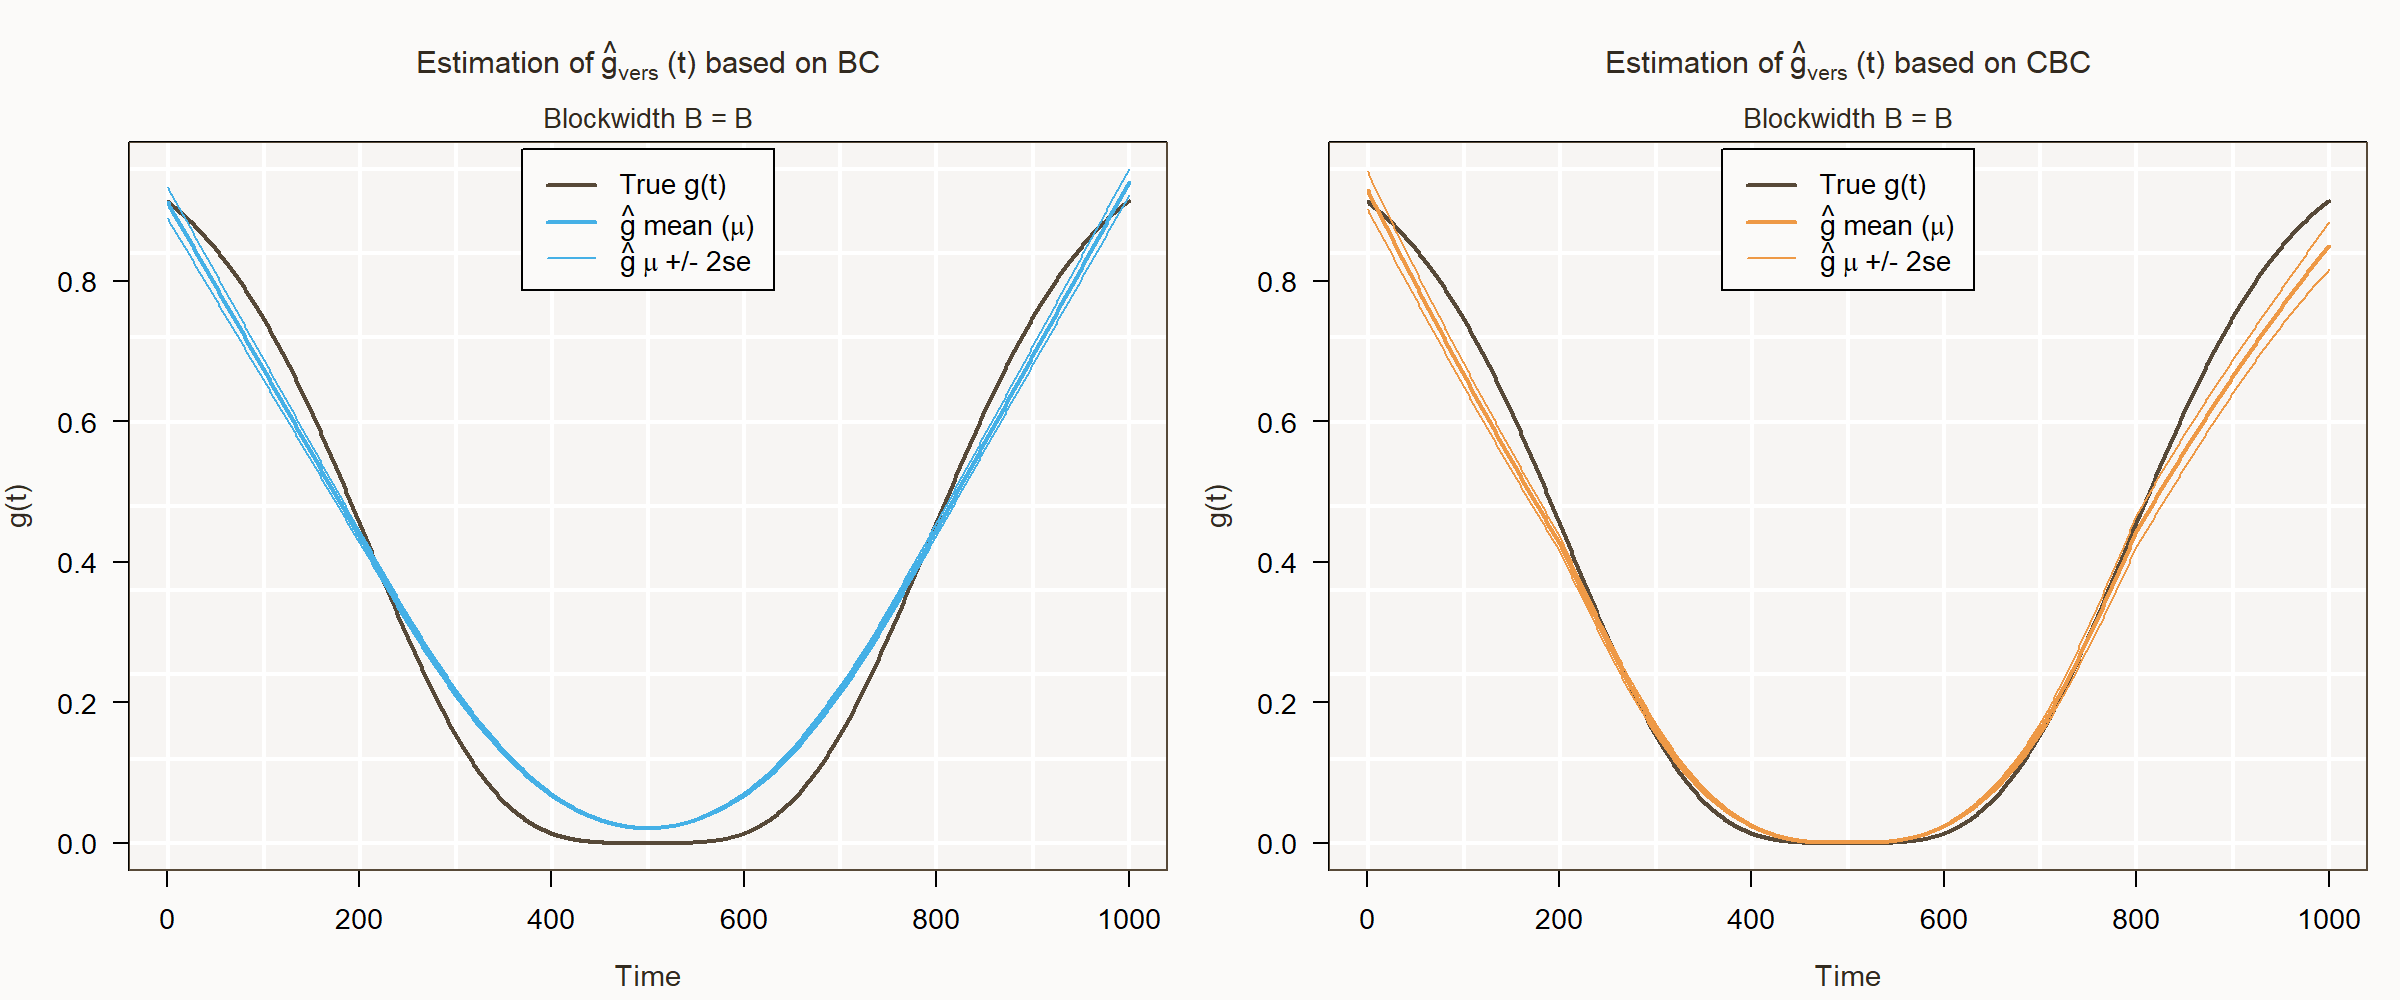 Estimation of ĝvers (t) based on BC
Blockwidth B = B
True g(t)
ĝ mean (μ)
ĝ μ +/- 2se
g(t)
0.8
0.6
0.4
0.2
0.0
0 200 400 600 800 1000
Time
Estimation of ĝvers (t) based on CBC
Blockwidth B = B
True g(t)
ĝ mean (μ)
ĝ μ +/- 2se
g(t)
0.8
0.6
0.4
0.2
0.0
0 200 400 600 800 1000
Time